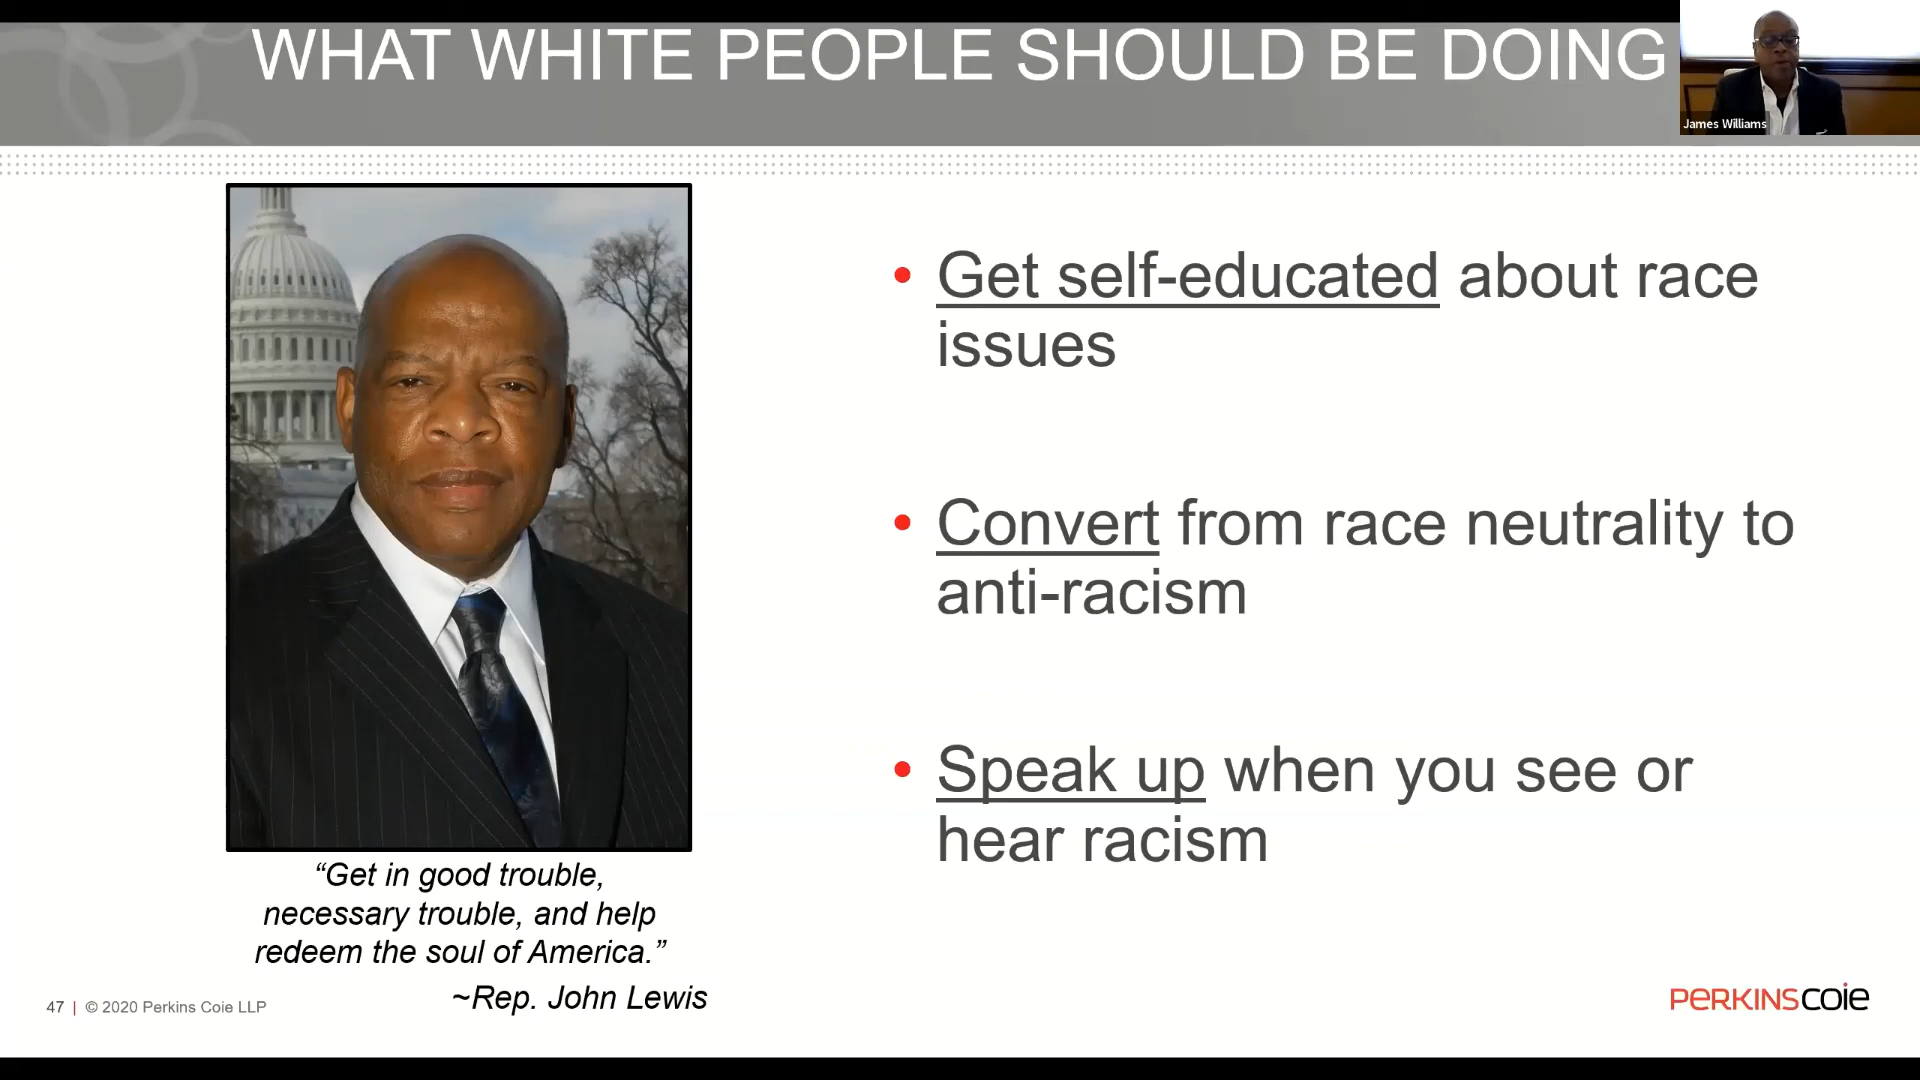 WHAT WHITE PEOPLE SHOULD BE DOING
James Williams
• Get self-educated about race
issues
• Convert from race neutrality to
anti-racism
• Speak up when you see or
hear racism
“Get in good trouble,
necessary trouble, and help
redeem the soul of America.”
~Rep. John Lewis
47 | © 2020 Perkins Coie LLP
PERKINSCOIE